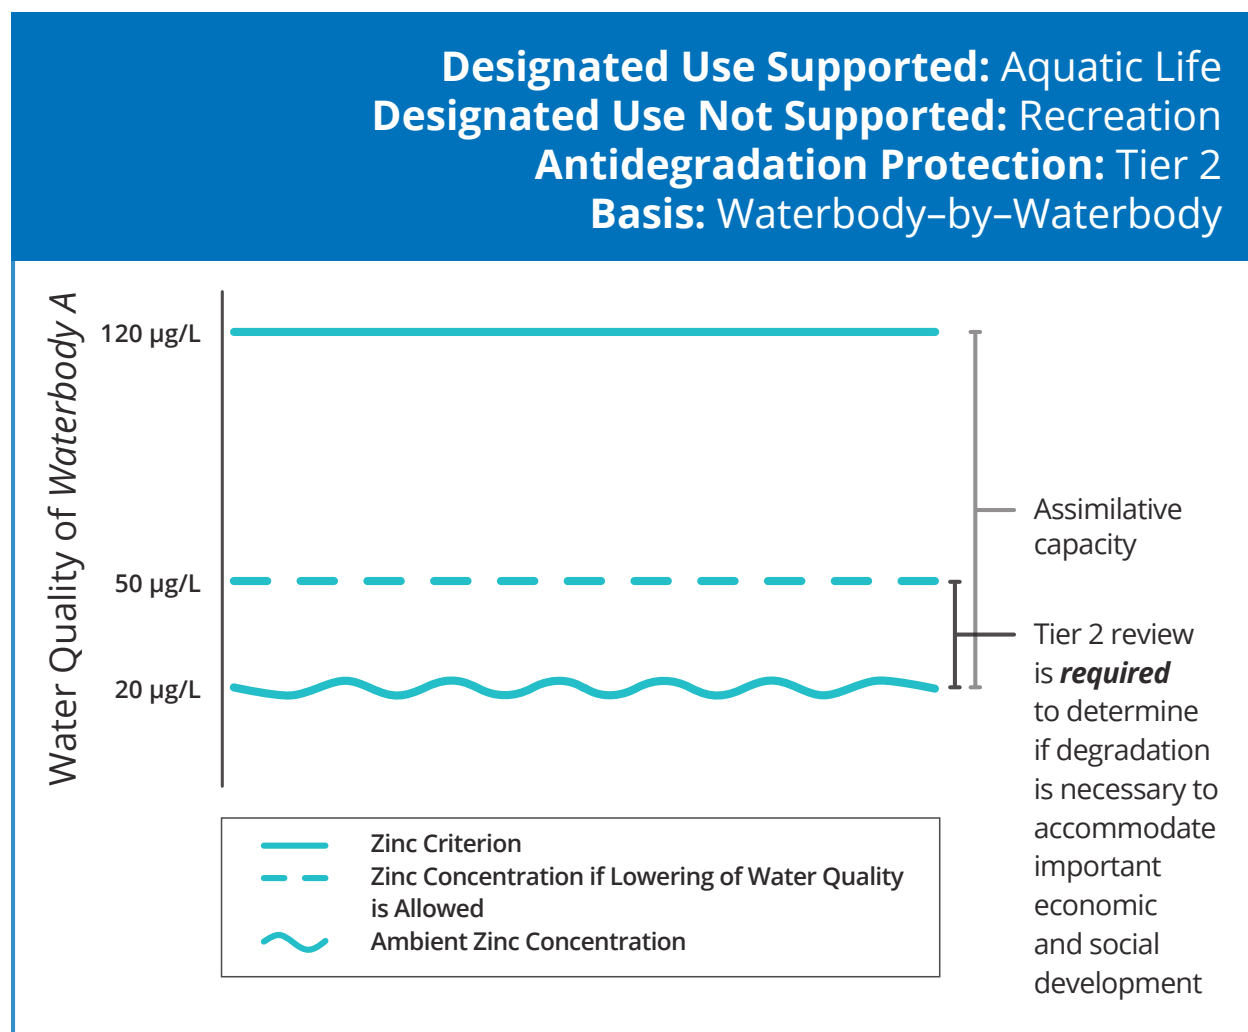 Designated Use Supported: Aquatic Life
Designated Use Not Supported: Recreation
Antidegradation Protection: Tier 2
Basis: Waterbody–by–Waterbody
Water Quality of Waterbody A
120 µg/L
50 µg/L
20 µg/L
Assimilative
capacity
Tier 2 review
is required
to determine
if degradation
is necessary to
accommodate
important
economic
and social
development
Zinc Criterion
Zinc Concentration if Lowering of Water Quality
is Allowed
Ambient Zinc Concentration